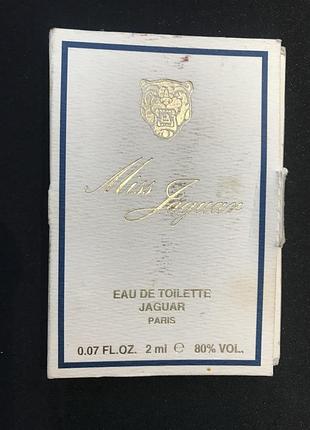 Miss Jaguar
EAU DE TOILETTE
JAGUAR
PARIS
0.07 FL.OZ. 2 ml ℮ 80% VOL.